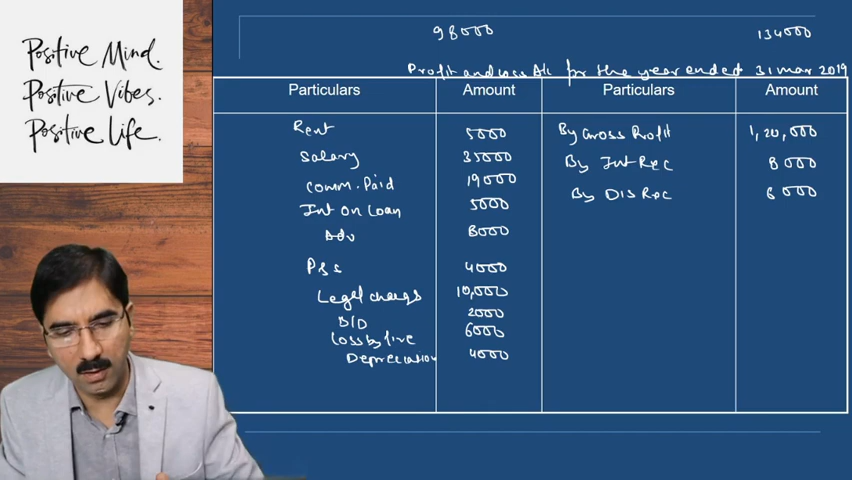 Positive Mind.
Positive Vibes.
Positive Life.
98000 134000
Profit and Loss A/c for the year ended 31 mar 2019
Particulars Amount Particulars Amount
Rent 5000 By Gross Profit 1,20,000
Salary 35000 By Int Rec 8000
Comm. Paid 19000 By Dis Rec 6000
Int on Loan 5000
Adv 8000
P&S 4000
Legal charges 10,000
B/D 2000
Loss by fire 6000
Depreciation 4000